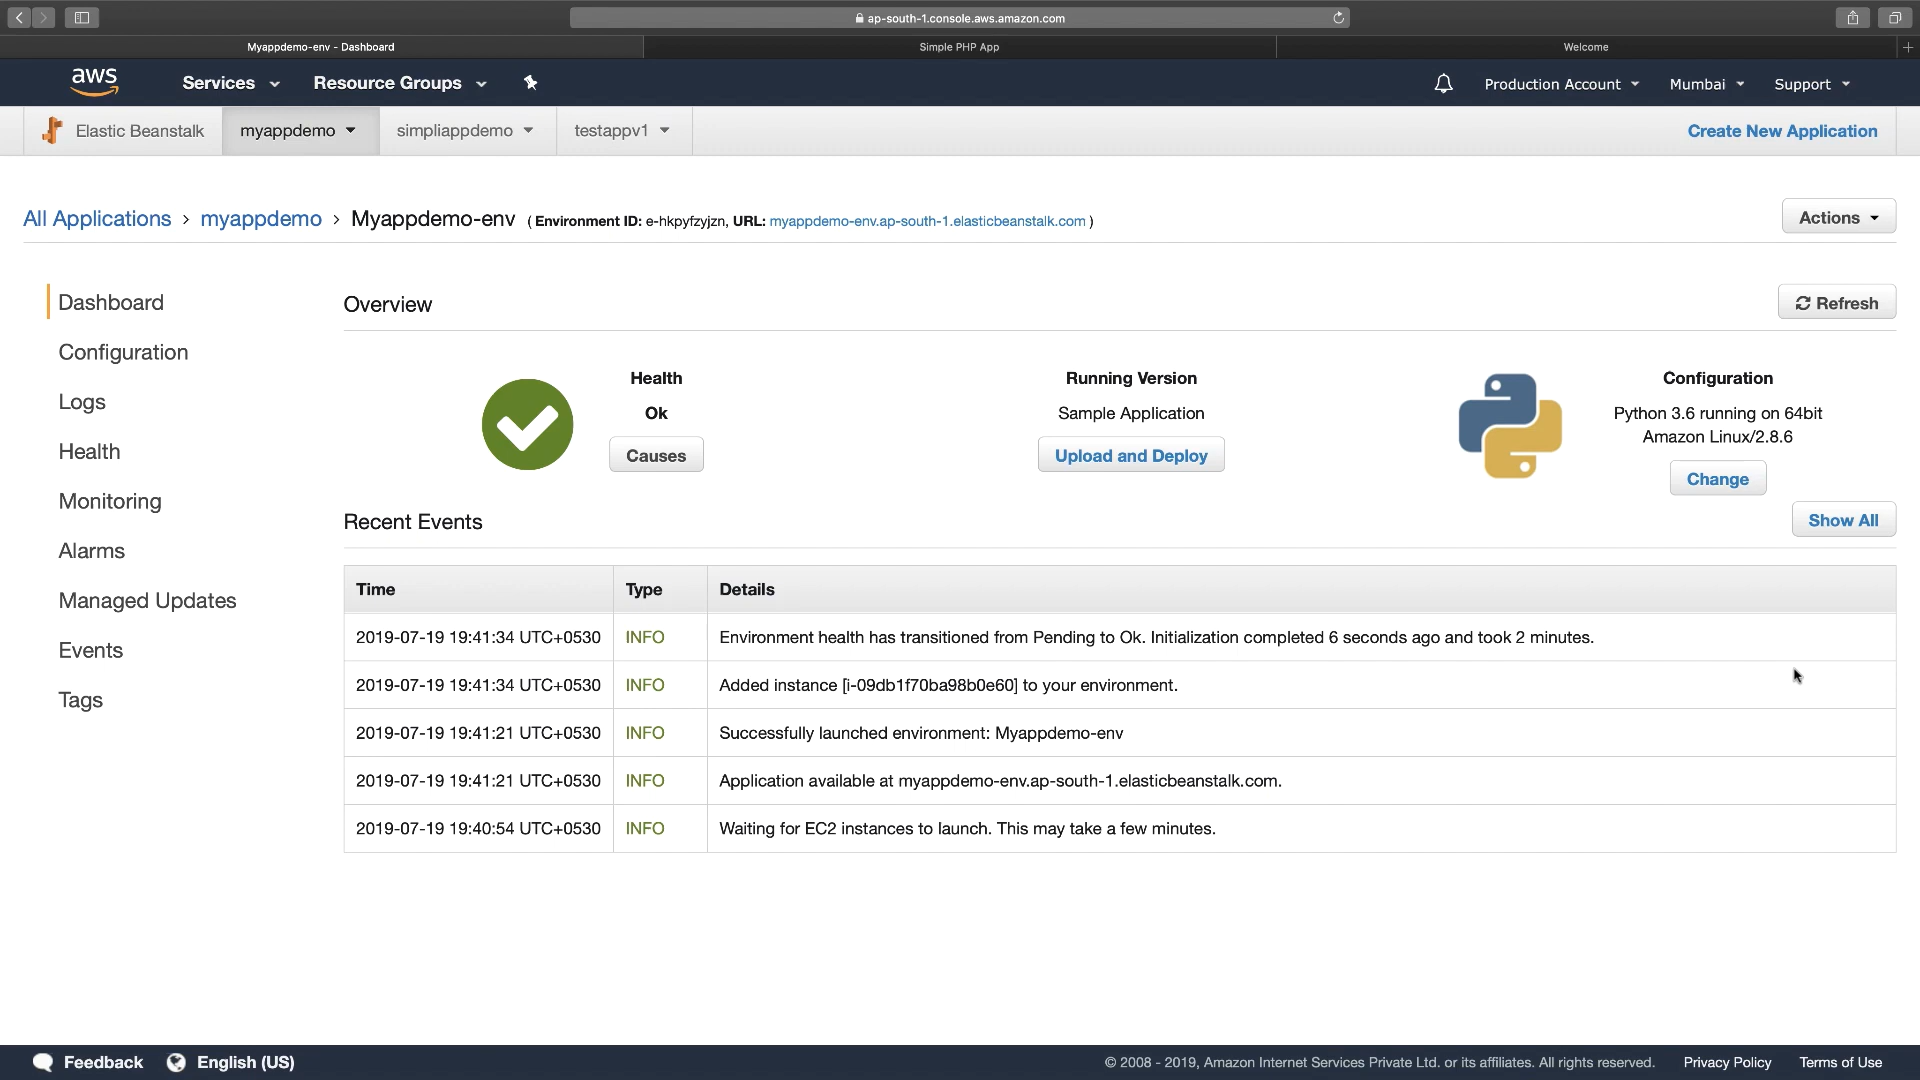 ap-south-1.console.aws.amazon.com
Myappdemo-env - Dashboard
Simple PHP App
Welcome
aws
Services
Resource Groups
Production Account
Mumbai
Support
Elastic Beanstalk
myappdemo
simpliappdemo
testappv1
Create New Application
All Applications > myappdemo > Myappdemo-env ( Environment ID: e-hkpyfzyjzn, URL: myappdemo-env.ap-south-1.elasticbeanstalk.com )
Actions
Dashboard
Configuration
Logs
Health
Monitoring
Alarms
Managed Updates
Events
Tags
Overview
Refresh
Health
Ok
Causes
Running Version
Sample Application
Upload and Deploy
Configuration
Python 3.6 running on 64bit
Amazon Linux/2.8.6
Change
Recent Events
Show All
Time Type Details
2019-07-19 19:41:34 UTC+0530 INFO Environment health has transitioned from Pending to Ok. Initialization completed 6 seconds ago and took 2 minutes.
2019-07-19 19:41:34 UTC+0530 INFO Added instance [i-09db1f70ba98b0e60] to your environment.
2019-07-19 19:41:21 UTC+0530 INFO Successfully launched environment: Myappdemo-env
2019-07-19 19:41:21 UTC+0530 INFO Application available at myappdemo-env.ap-south-1.elasticbeanstalk.com.
2019-07-19 19:40:54 UTC+0530 INFO Waiting for EC2 instances to launch. This may take a few minutes.
Feedback
English (US)
© 2008 - 2019, Amazon Internet Services Private Ltd. or its affiliates. All rights reserved.
Privacy Policy
Terms of Use